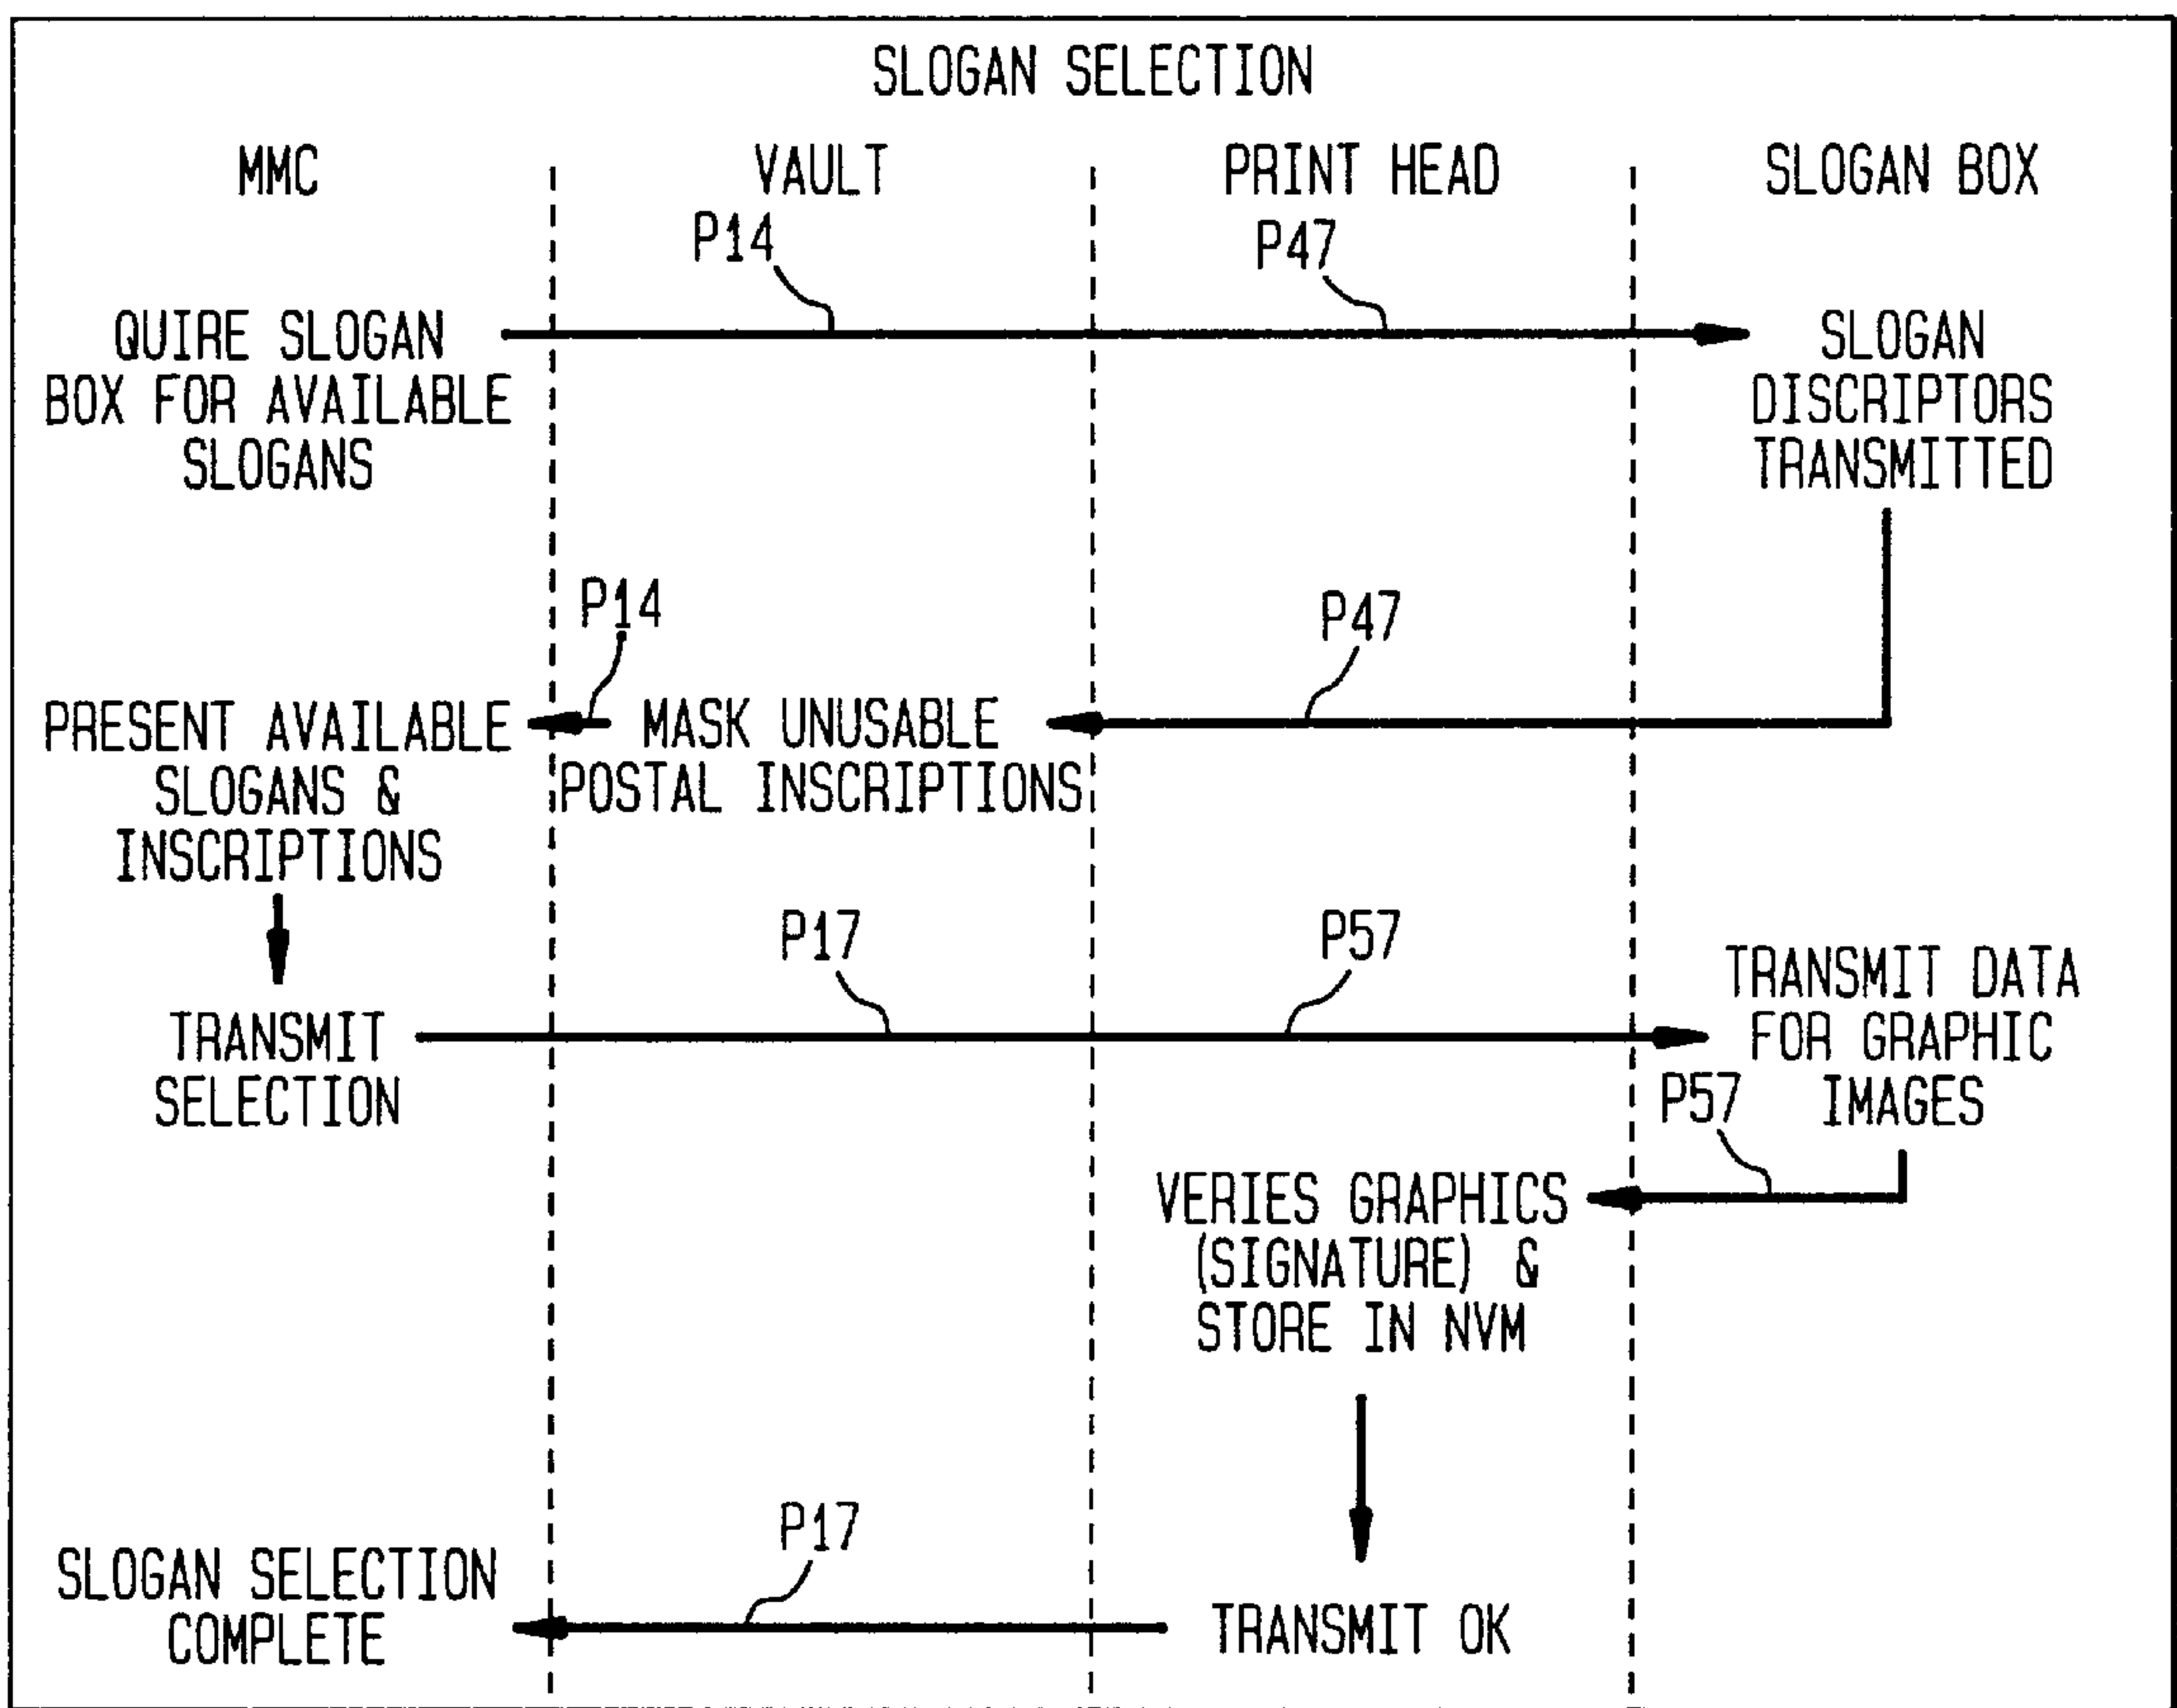 SLOGAN SELECTION
MMC
VAULT
PRINT HEAD
SLOGAN BOX
P14
P47
QUIRE SLOGAN
BOX FOR AVAILABLE
SLOGANS
SLOGAN
DISCRIPTORS
TRANSMITTED
P14
P47
PRESENT AVAILABLE
SLOGANS &
INSCRIPTIONS
MASK UNUSABLE
POSTAL INSCRIPTIONS
P17
P57
TRANSMIT
SELECTION
TRANSMIT DATA
FOR GRAPHIC
IMAGES
P57
VERIES GRAPHICS
(SIGNATURE) &
STORE IN NVM
P17
SLOGAN SELECTION
COMPLETE
TRANSMIT OK